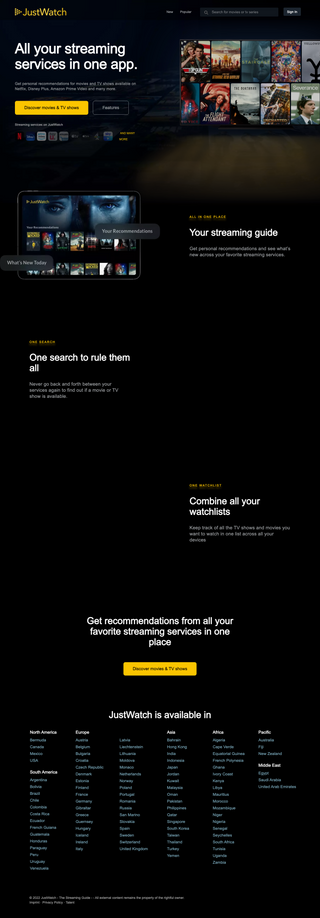 JustWatch
New
Popular
Search for movies or tv series
Sign In
All your streaming
services in one app.
Get personal recommendations for movies and TV shows available on
Netflix, Disney Plus, Amazon Prime Video and many more.
Discover movies & TV shows
Features
Streaming services on JustWatch
AND MANY
MORE
THE NORTHMAN
THE FLIGHT
ATTENDANT
Severance
JustWatch
Your Recommendations
Your Recommendations
What's New Today
ALL IN ONE PLACE
Your streaming guide
Get personal recommendations and see what's
new across your favorite streaming services.
ONE SEARCH
One search to rule them
all
Never go back and forth between your
services again to find out if a movie or TV
show is available.
ONE WATCHLIST
Combine all your
watchlists
Keep track of all the TV shows and movies you
want to watch in one list across all your
devices
Get recommendations from all your
favorite streaming services in one
place
Discover movies & TV shows
JustWatch is available in
North America
Bermuda
Canada
Mexico
USA
South America
Argentina
Bolivia
Brazil
Chile
Colombia
Costa Rica
Ecuador
French Guiana
Guatemala
Honduras
Paraguay
Peru
Uruguay
Venezuela
Europe
Austria
Belgium
Bulgaria
Croatia
Czech Republic
Denmark
Estonia
Finland
France
Germany
Gibraltar
Greece
Guernsey
Hungary
Iceland
Ireland
Italy
Latvia
Liechtenstein
Lithuania
Moldova
Monaco
Netherlands
Norway
Poland
Portugal
Romania
Russia
San Marino
Slovakia
Spain
Sweden
Switzerland
United Kingdom
Asia
Bahrain
Hong Kong
India
Indonesia
Japan
Jordan
Kuwait
Malaysia
Oman
Pakistan
Philippines
Qatar
Singapore
South Korea
Taiwan
Thailand
Turkey
Yemen
Africa
Algeria
Cape Verde
Equatorial Guinea
French Polynesia
Ghana
Ivory Coast
Kenya
Libya
Mauritius
Morocco
Mozambique
Niger
Nigeria
Senegal
Seychelles
South Africa
Tunisia
Uganda
Zambia
Pacific
Australia
Fiji
New Zealand
Middle East
Egypt
Saudi Arabia
United Arab Emirates
© 2023 JustWatch - The Streaming Guide - - All external content remains the property of the rightful owner
Imprint · Privacy Policy · Talent